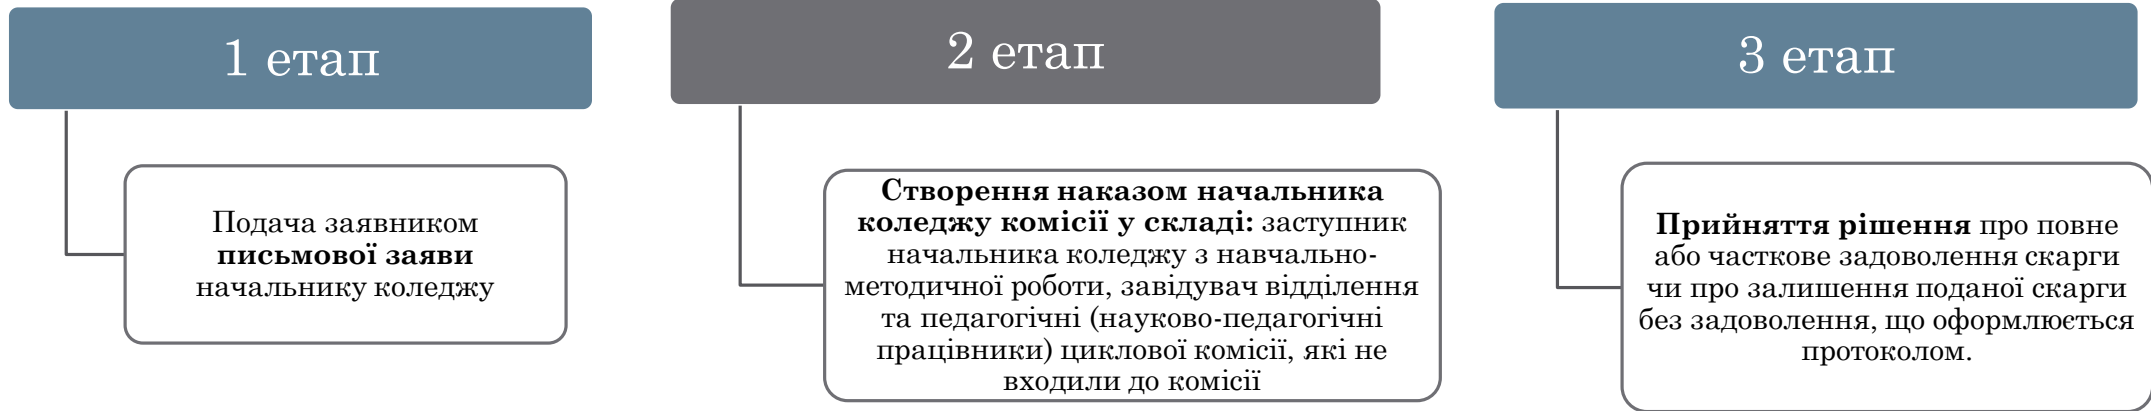 1 етап
Подача заявником
письмової заяви
начальнику коледжу
2 етап
Створення наказом начальника
коледжу комісії у складі: заступник
начальника коледжу з навчально-
методичної роботи, завідувач відділення
та педагогічні (науково-педагогічні
працівники) циклової комісії, які не
входили до комісії
3 етап
Прийняття рішення про повне
або часткове задоволення скарги
чи про залишення поданої скарги
без задоволення, що оформлюється
протоколом.